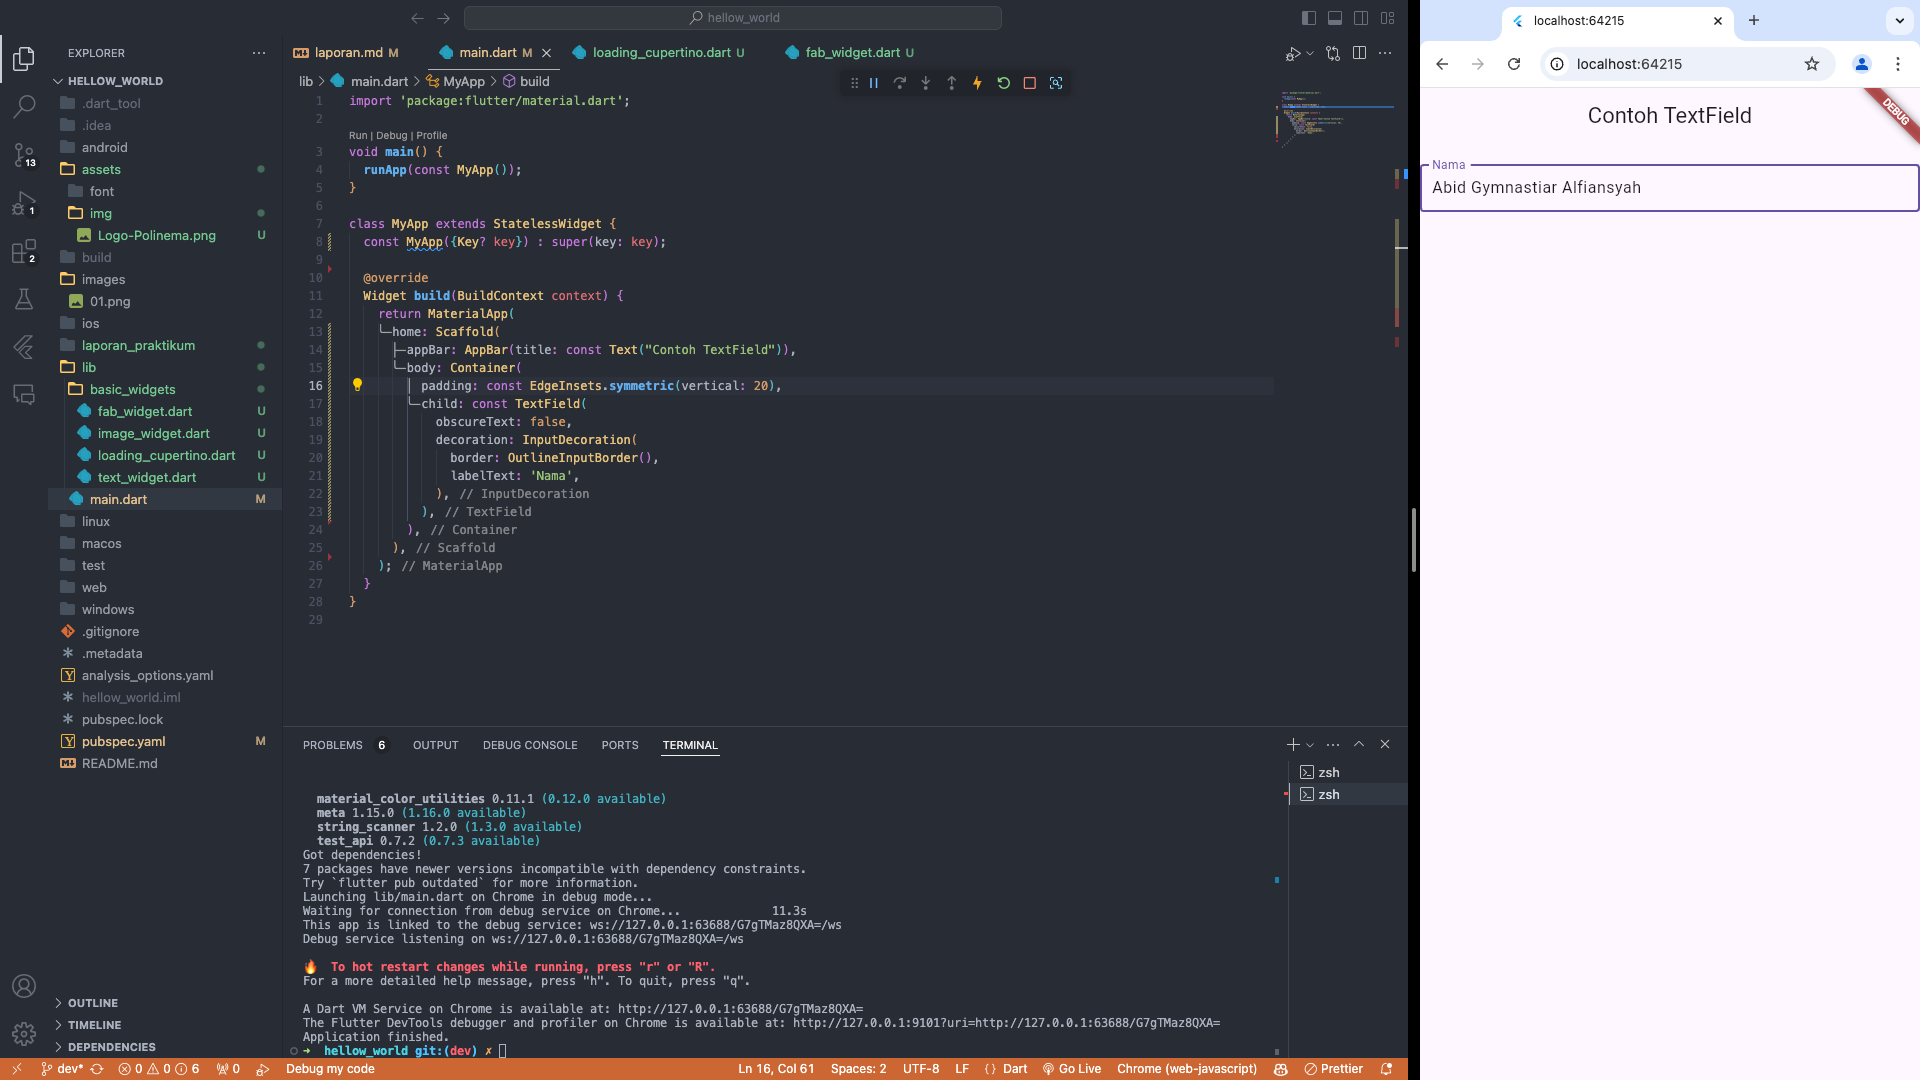 hellow_world
EXPLORER
HELLOW_WORLD
.dart_tool
.idea
android
assets
font
img
Logo-Polinema.png U
build
images
01.png
ios
laporan_praktikum
lib
basic_widgets
fab_widget.dart U
image_widget.dart U
loading_cupertino.dart U
text_widget.dart U
main.dart M
linux
macos
test
web
windows
.gitignore
.metadata
analysis_options.yaml
hellow_world.iml
pubspec.lock
pubspec.yaml M
README.md
OUTLINE
TIMELINE
DEPENDENCIES
13
1
2
laporan.md M main.dart M loading_cupertino.dart U fab_widget.dart U
lib > main.dart > MyApp > build
1 import 'package:flutter/material.dart';
2
Run | Debug | Profile
3 void main() {
4 runApp(const MyApp());
5 }
6
7 class MyApp extends StatelessWidget {
8 const MyApp({Key? key}) : super(key: key);
9
10 @override
11 Widget build(BuildContext context) {
12 return MaterialApp(
13 home: Scaffold(
14 appBar: AppBar(title: const Text("Contoh TextField")),
15 body: Container(
16 padding: const EdgeInsets.symmetric(vertical: 20),
17 child: const TextField(
18 obscureText: false,
19 decoration: InputDecoration(
20 border: OutlineInputBorder(),
21 labelText: 'Nama',
22 ), // InputDecoration
23 ), // TextField
24 ), // Container
25 ), // Scaffold
26 ); // MaterialApp
27 }
28 }
29
PROBLEMS 6 OUTPUT DEBUG CONSOLE PORTS TERMINAL
zsh
zsh
material_color_utilities 0.11.1 (0.12.0 available)
meta 1.15.0 (1.16.0 available)
string_scanner 1.2.0 (1.3.0 available)
test_api 0.7.2 (0.7.3 available)
Got dependencies!
7 packages have newer versions incompatible with dependency constraints.
Try `flutter pub outdated` for more information.
Launching lib/main.dart on Chrome in debug mode...
Waiting for connection from debug service on Chrome... 11.3s
This app is linked to the debug service: ws://127.0.0.1:63688/G7gTMaz8QXA=/ws
Debug service listening on ws://127.0.0.1:63688/G7gTMaz8QXA=/ws
🔥 To hot restart changes while running, press "r" or "R".
For a more detailed help message, press "h". To quit, press "q".
A Dart VM Service on Chrome is available at: http://127.0.0.1:63688/G7gTMaz8QXA=
The Flutter DevTools debugger and profiler on Chrome is available at: http://127.0.0.1:9101?uri=http://127.0.0.1:63688/G7gTMaz8QXA=
Application finished.
➜ hellow_world git:(dev) ✗
dev* 0 0 6 0 Debug my code Ln 16, Col 61 Spaces: 2 UTF-8 LF {} Dart Go Live Chrome (web-javascript) Prettier
localhost:64215
localhost:64215
Contoh TextField
DEBUG
Nama
Abid Gymnastiar Alfiansyah